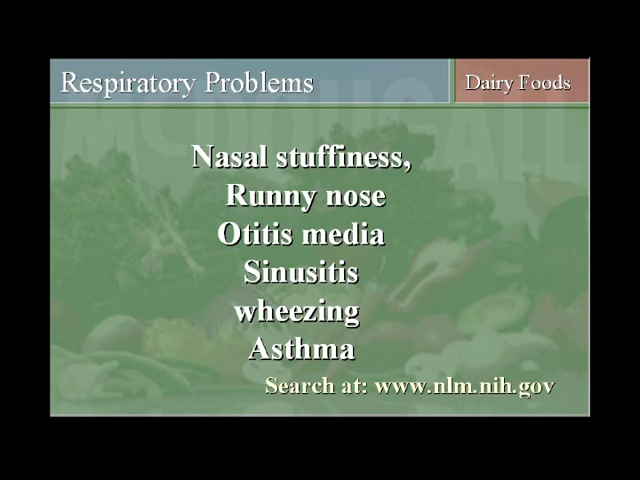 Respiratory Problems
Dairy Foods
McDOUGALL
Nasal stuffiness,
Runny nose
Otitis media
Sinusitis
wheezing
Asthma
Search at: www.nlm.nih.gov